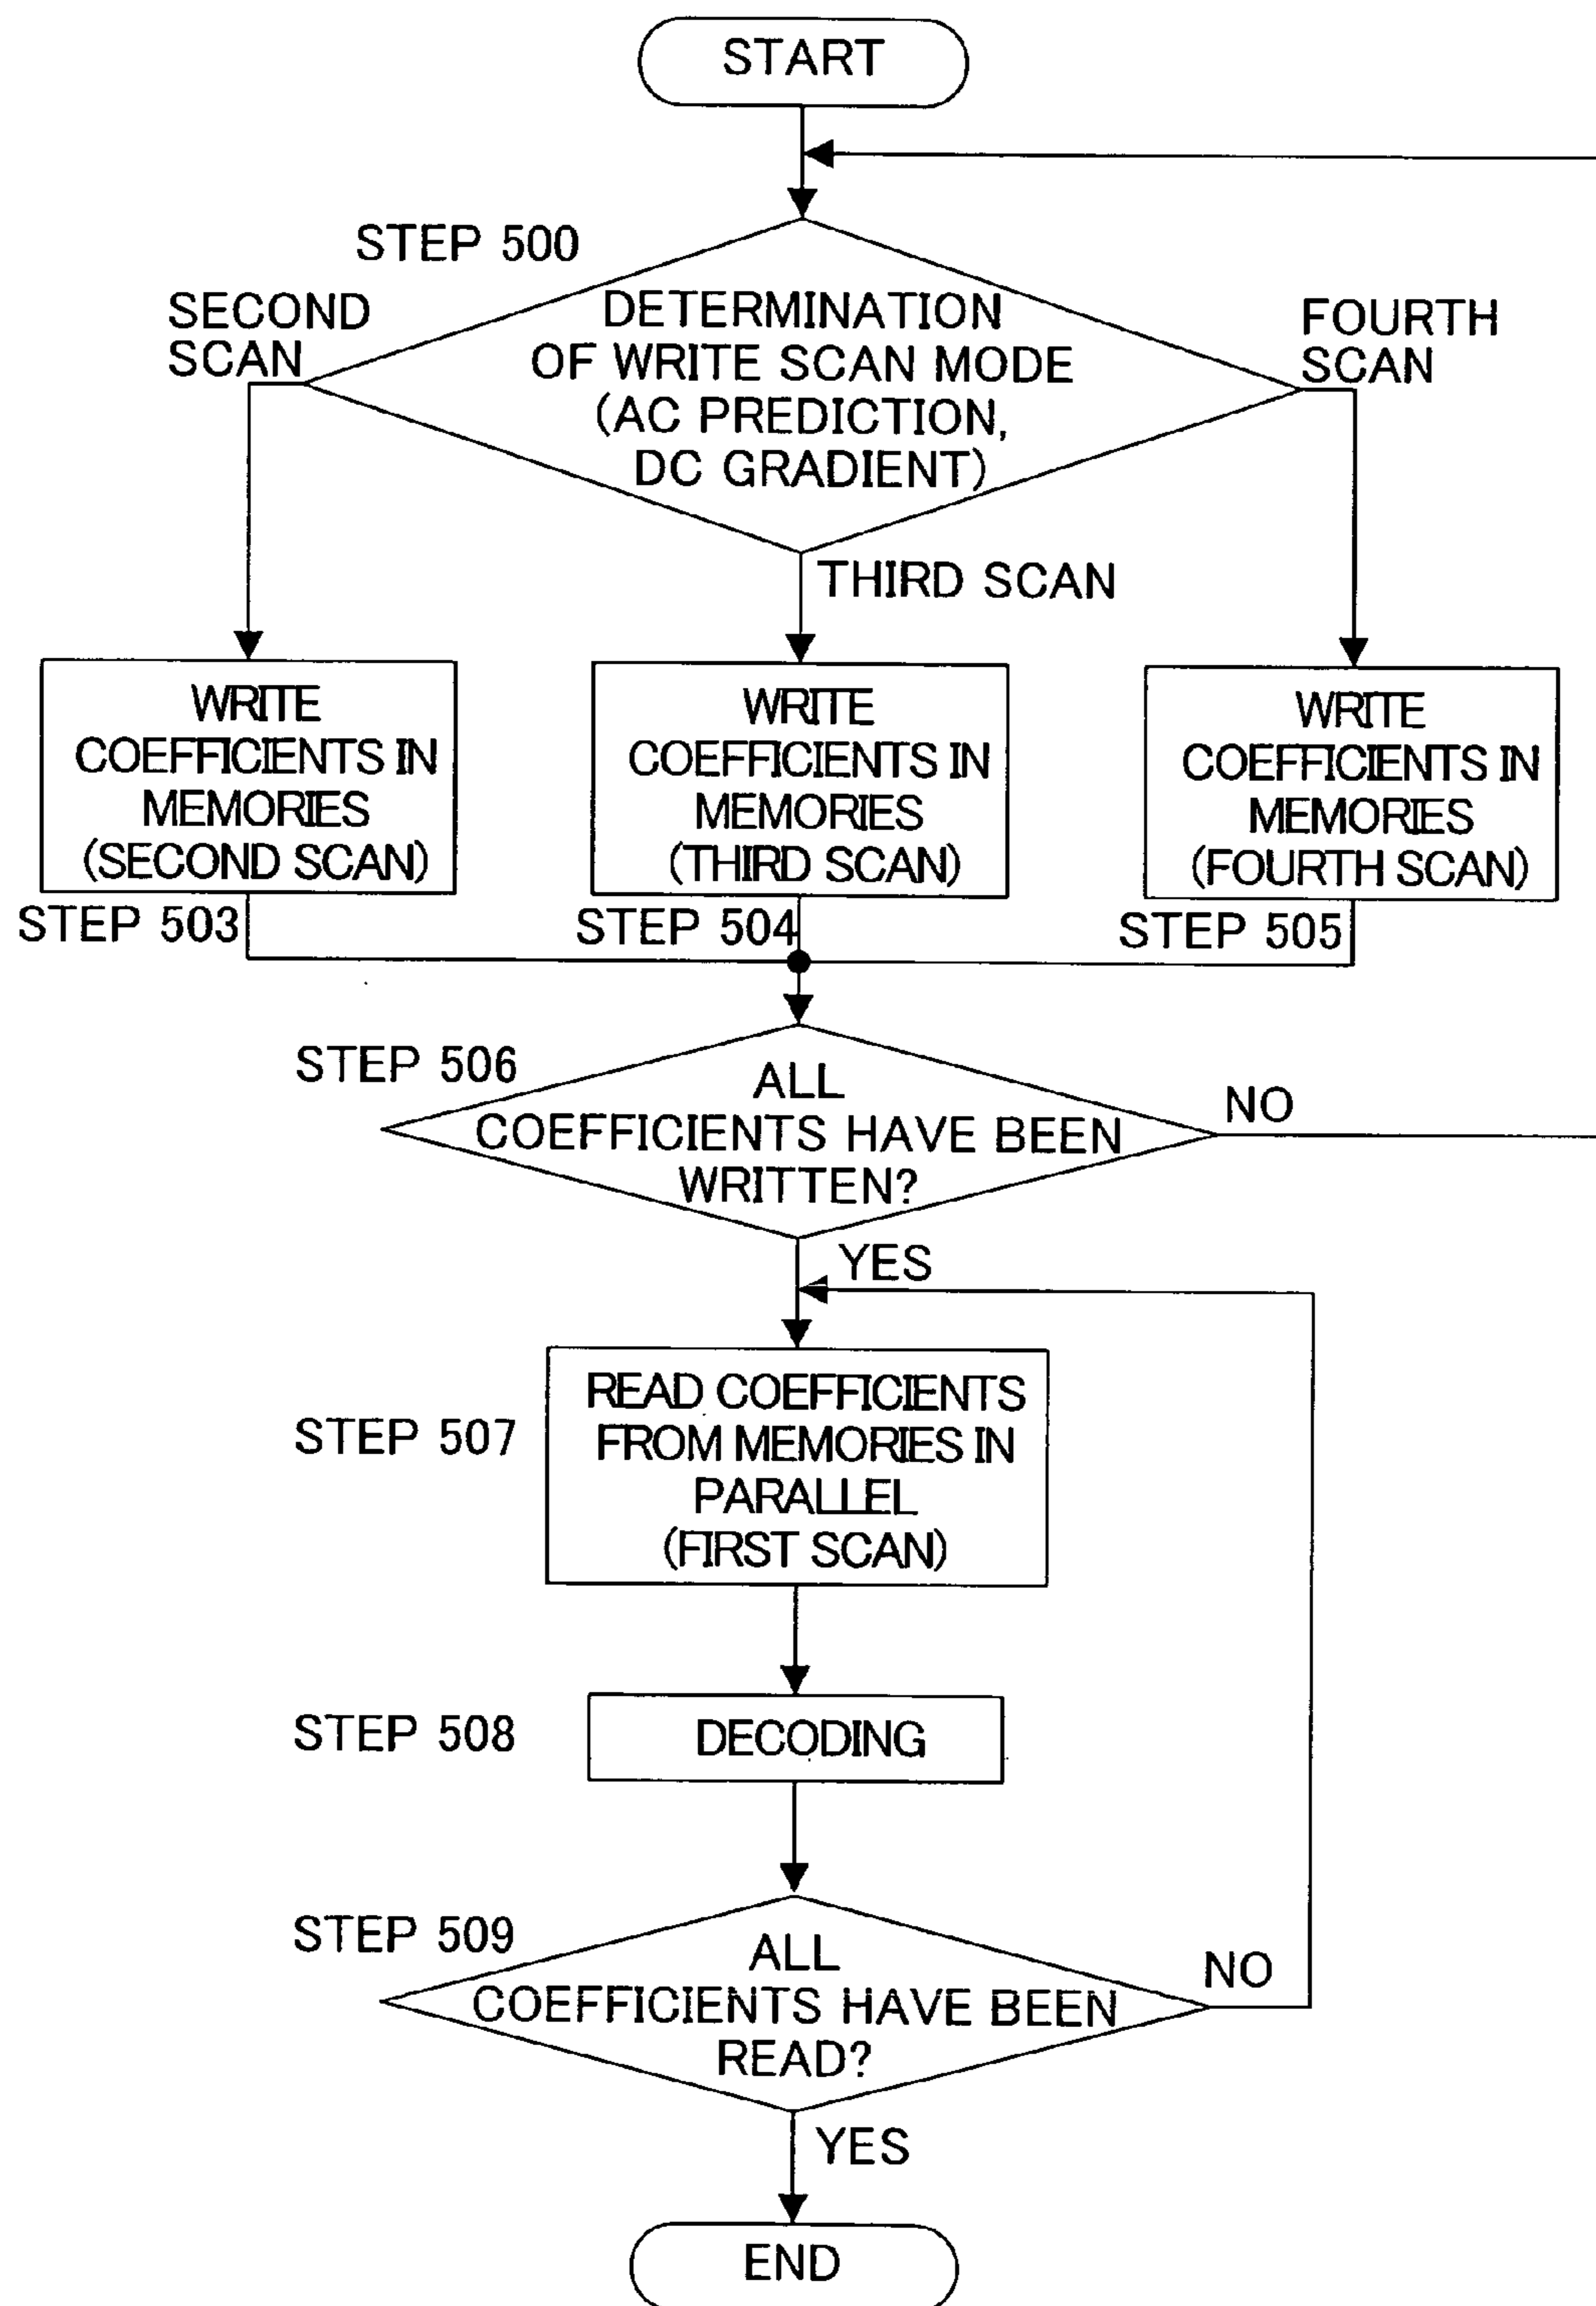 START
STEP 500
SECOND
SCAN
DETERMINATION
OF WRITE SCAN MODE
(AC PREDICTION,
DC GRADIENT)
FOURTH
SCAN
THIRD SCAN
WRITE
COEFFICIENTS IN
MEMORIES
(SECOND SCAN)
WRITE
COEFFICIENTS IN
MEMORIES
(THIRD SCAN)
WRITE
COEFFICIENTS IN
MEMORIES
(FOURTH SCAN)
STEP 503
STEP 504
STEP 505
STEP 506
ALL
COEFFICIENTS HAVE BEEN
WRITTEN?
NO
YES
STEP 507
READ COEFFICIENTS
FROM MEMORIES IN
PARALLEL
(FIRST SCAN)
STEP 508
DECODING
STEP 509
ALL
COEFFICIENTS HAVE BEEN
READ?
NO
YES
END